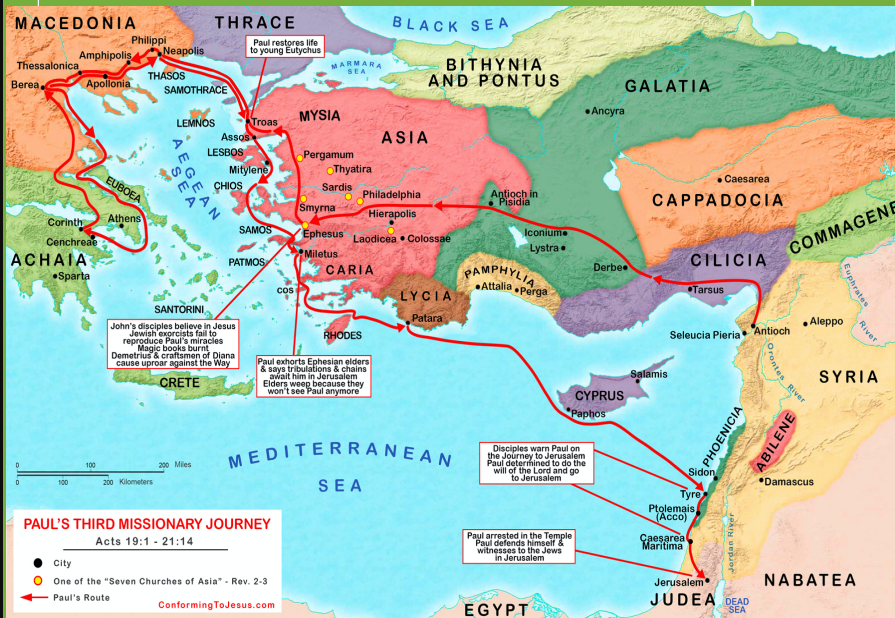 MACEDONIA
THRACE
BLACK SEA
Philippi
Neapolis
Amphipolis
Thessalonica
Apollonia
Berea
THASOS
SAMOTHRACE
Paul restores life
to young Eutychus
MARMARA
SEA
BITHYNIA
AND PONTUS
GALATIA
Ancyra
LEMNOS
Troas
MYSIA
ASIA
Assos
LESBOS
Mitylene
AEGEAN
SEA
Pergamum
Thyatira
CHIOS
Sardis
Philadelphia
Smyrna
Hierapolis
Antioch in
Pisidia
Caesarea
CAPPADOCIA
COMMAGENE
EUBOEA
Athens
Corinth
Cenchreae
SAMOS
Ephesus
Laodicea
Colossae
Iconium
Lystra
Derbe
CILICIA
Tarsus
Euphrates
River
ACHAIA
Sparta
PATMOS
Miletus
CARIA
PAMPHYLIA
Attalia
Perga
COS
LYCIA
Patara
Seleucia Pieria
Antioch
Aleppo
SANTORINI
RHODES
Orontes River
John's disciples believe in Jesus
Jewish exorcists fail to
reproduce Paul's miracles
Magic books burnt
Demetrius & craftsmen of Diana
cause uproar against the Way
Paul exhorts Ephesian elders
& says tribulations & chains
await him in Jerusalem
Elders weep because they
won't see Paul anymore
CRETE
Salamis
CYPRUS
Paphos
SYRIA
PHOENICIA
ABILENE
MEDITERRANEAN
SEA
Disciples warn Paul on
the Journey to Jerusalem
Paul determined to do the
will of the Lord and go
to Jerusalem
Sidon
Tyre
Damascus
Ptolemais
(Acco)
Caesarea
Maritima
Jordan River
0 100 200 Miles
0 100 200 Kilometers
Paul arrested in the Temple
Paul defends himself &
witnesses to the Jews
in Jerusalem
Jerusalem
JUDEA
DEAD
SEA
NABATEA
EGYPT
PAUL'S THIRD MISSIONARY JOURNEY
Acts 19:1 - 21:14
City
One of the "Seven Churches of Asia" - Rev. 2-3
Paul's Route
ConformingToJesus.com